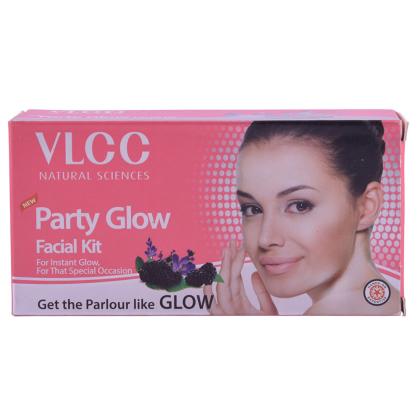 VLCC
NATURAL SCIENCES
NEW
Party Glow
Facial Kit
For Instant Glow,
For That Special Occasion
Get the Parlour like GLOW